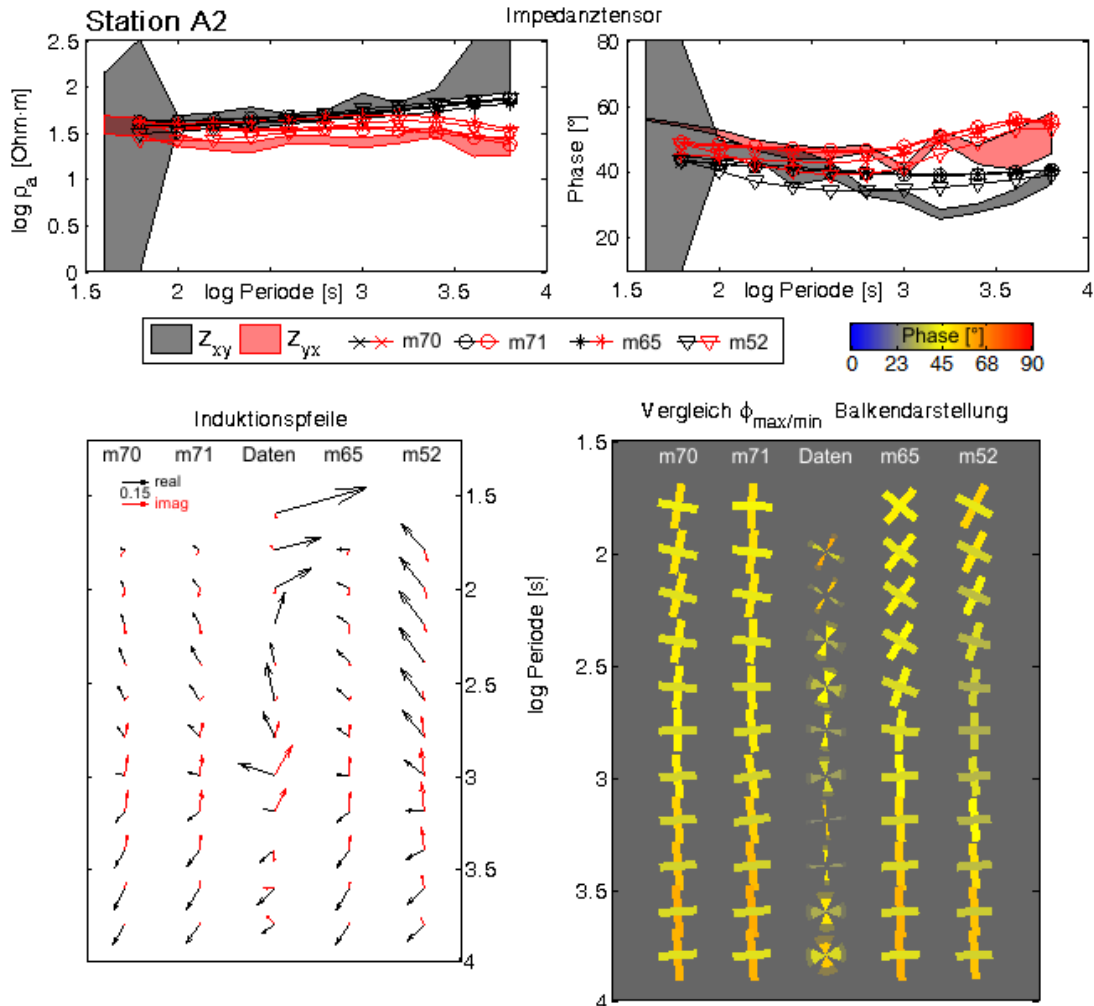 Station A2
Impedanztensor
2.5
2
1.5
1
0.5
0
log ρa [Ohm·m]
1.5 2 3 3.5 4
log Periode [s]
80
60
40
20
Phase [°]
1.5 2 3 3.5 4
log Periode [s]
Zxy Zyx m70 m71 m65 m52
Phase [°]
0 23 45 68 90
Induktionspfeile
m70 m71 Daten m65 m52
real
0.15
imag
1.5
2
2.5
3
3.5
4
log Periode [s]
Vergleich ϕmax/min Balkendarstellung
m70 m71 Daten m65 m52
1.5
2
2.5
3
3.5
4
log Periode [s]